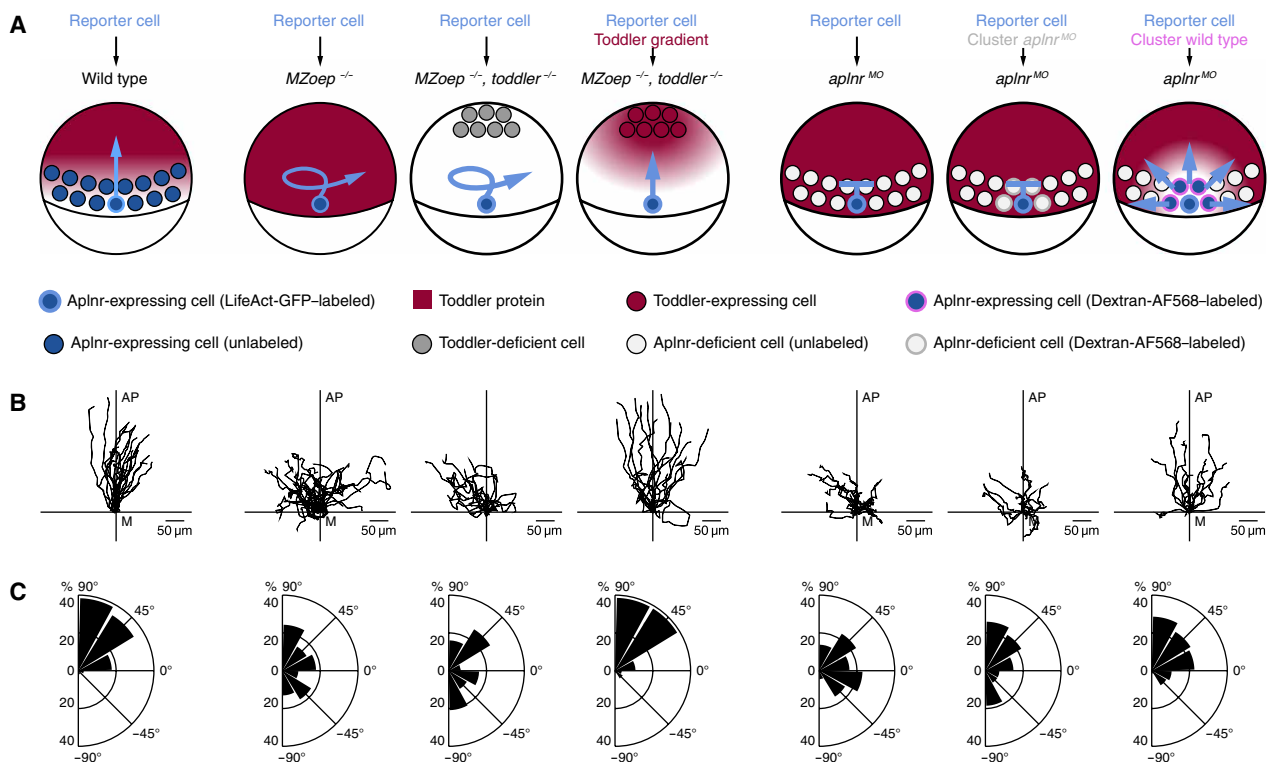 A
Reporter cell
Reporter cell
Reporter cell
Reporter cell
Reporter cell
Reporter cell
Reporter cell
Toddler gradient
Cluster aplnr MO
Cluster wild type
Wild type
MZoep −/−
MZoep −/−, toddler −/−
MZoep −/−, toddler −/−
aplnr MO
aplnr MO
aplnr MO
Aplnr-expressing cell (LifeAct-GFP–labeled)
Toddler protein
Toddler-expressing cell
Aplnr-expressing cell (Dextran-AF568–labeled)
Aplnr-expressing cell (unlabeled)
Toddler-deficient cell
Aplnr-deficient cell (unlabeled)
Aplnr-deficient cell (Dextran-AF568–labeled)
B
AP
AP
AP
AP
M
M
M
M
50 µm
50 µm
50 µm
50 µm
50 µm
50 µm
50 µm
C
% 90°
40
45°
20
0
0°
20
−45°
40
−90°
% 90°
40
45°
20
0
0°
20
−45°
40
−90°
% 90°
40
45°
20
0
0°
20
−45°
40
−90°
% 90°
40
45°
20
0
0°
20
−45°
40
−90°
% 90°
40
45°
20
0
0°
20
−45°
40
−90°
% 90°
40
45°
20
0
0°
20
−45°
40
−90°
% 90°
40
45°
20
0
0°
20
−45°
40
−90°